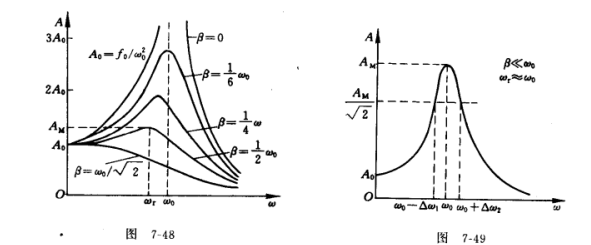 A
3A₀
A₀=f₀/ω₀²
β=0
β=1/6 ω₀
2A₀
β=1/4 ω
A_M
A₀
β=1/2 ω₀
β=ω₀/√2
O
ω_r
ω₀
ω
图 7-48
A
A_M
β≪ω₀
ω_r≈ω₀
A_M/√2
A₀
O
ω₀-Δω₁
ω₀
ω₀+Δω₂
ω
图 7-49